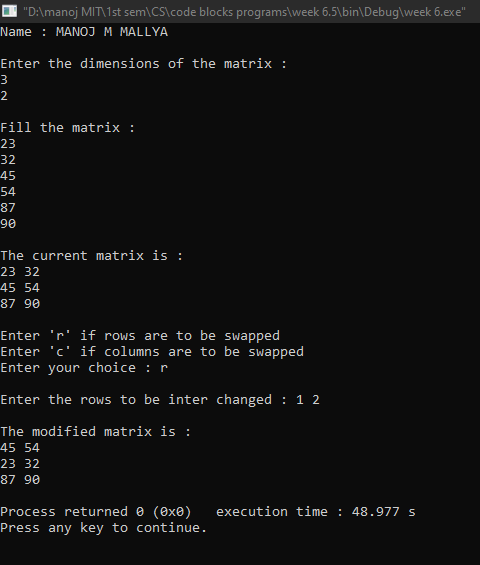 "D:\manoj MIT\1st sem\CS\code blocks programs\week 6.5\bin\Debug\week 6.exe"
Name : MANOJ M MALLYA
Enter the dimensions of the matrix :
3
2
Fill the matrix :
23
32
45
54
87
90
The current matrix is :
23 32
45 54
87 90
Enter 'r' if rows are to be swapped
Enter 'c' if columns are to be swapped
Enter your choice : r
Enter the rows to be inter changed : 1 2
The modified matrix is :
45 54
23 32
87 90
Process returned 0 (0x0)   execution time : 48.977 s
Press any key to continue.